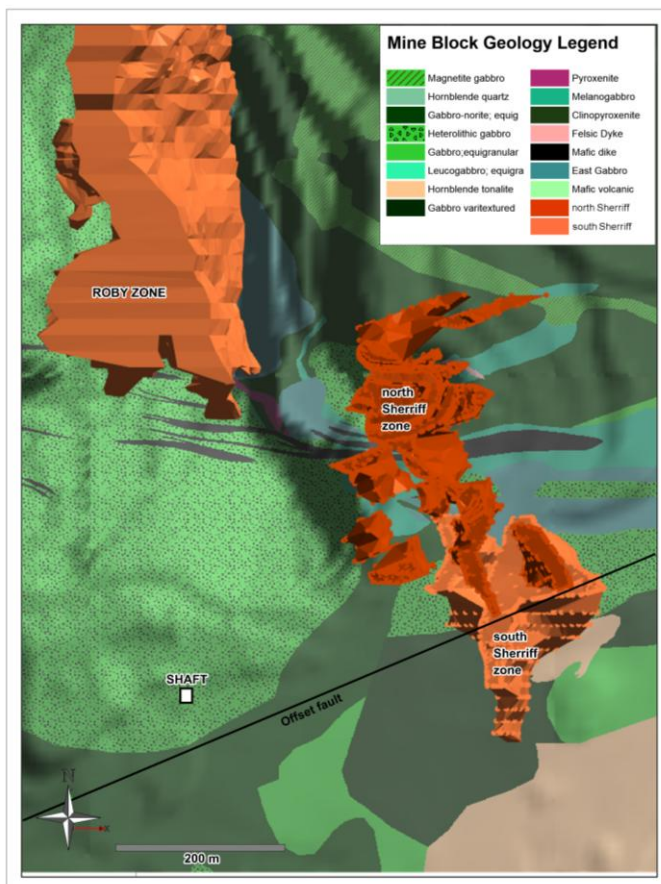 Mine Block Geology Legend
Magnetite gabbro
Hornblende quartz
Gabbro-norite; equig
Heterolithic gabbro
Gabbro;equigranular
Leucogabbro; equigra
Hornblende tonalite
Gabbro varitextured
Pyroxenite
Melanogabbro
Clinopyroxenite
Felsic Dyke
Mafic dike
East Gabbro
Mafic volcanic
north Sherriff
south Sherriff
ROBY ZONE
north
Sherriff
zone
south
Sherriff
zone
SHAFT
Offset fault
N
x
200 m